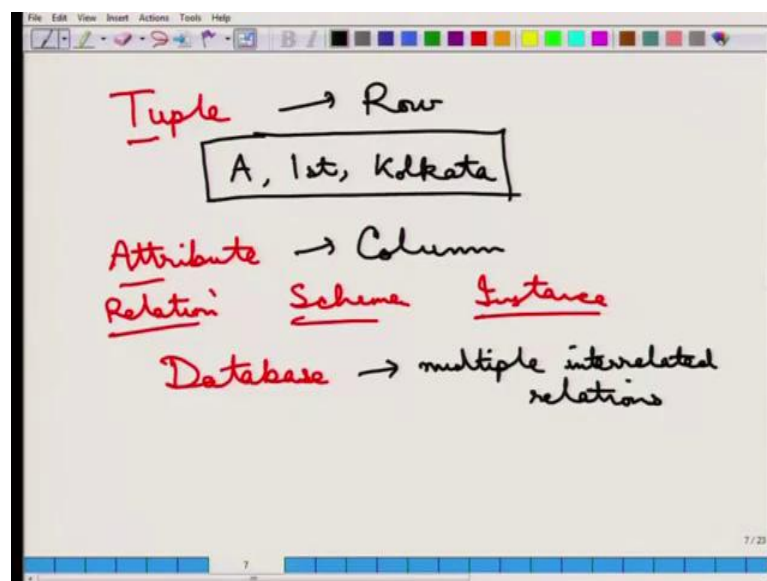 File Edit View Insert Actions Tools Help
B I
Tuple → Row
A, 1st, Kolkata
Attribute → Column
Relation Scheme Instance
Database → multiple interrelated
relations
7/23
7